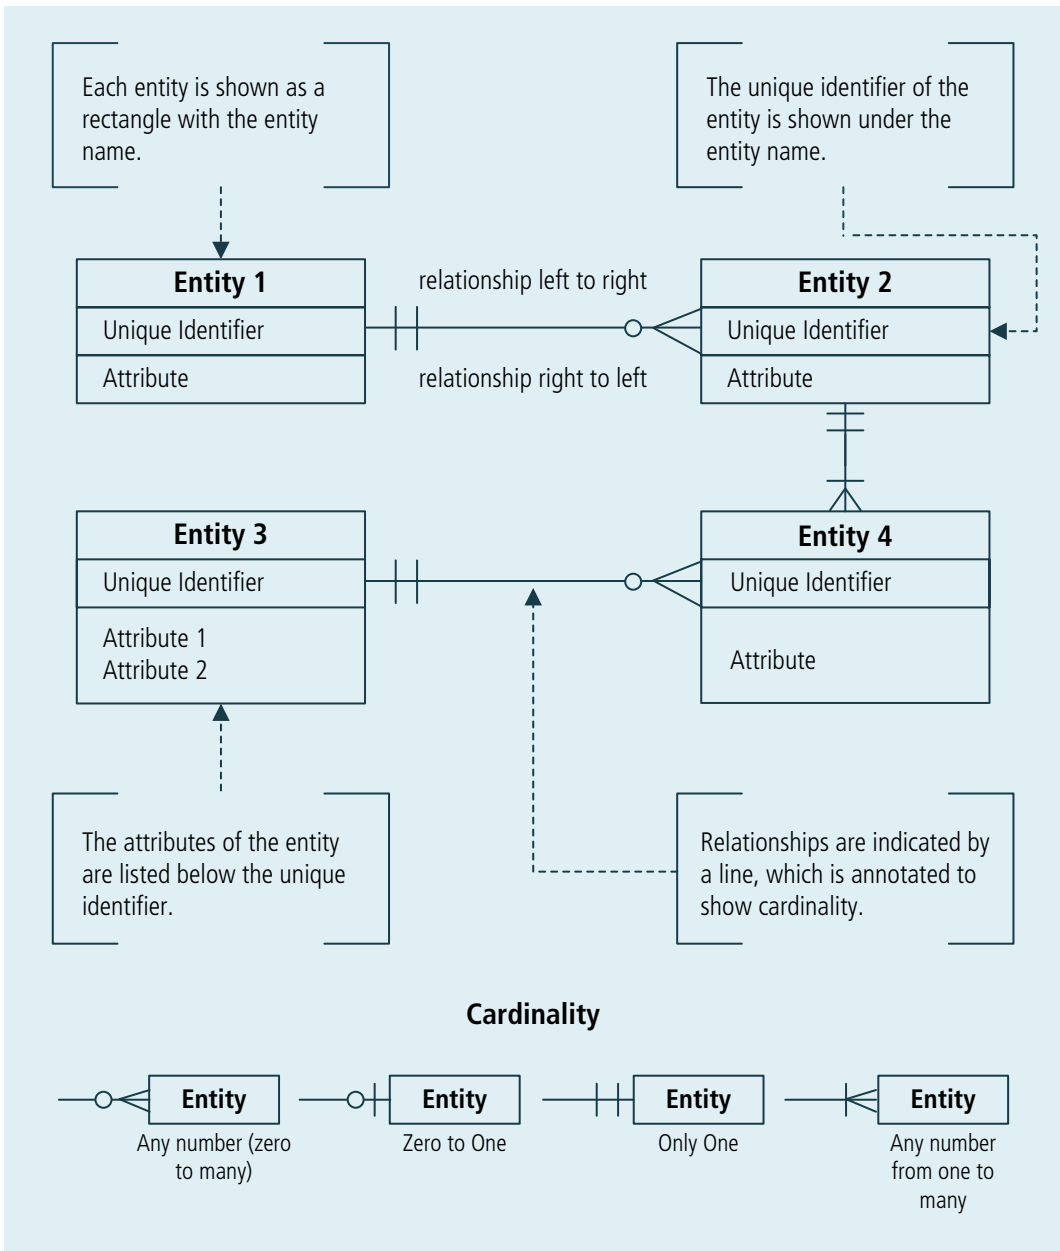 Each entity is shown as a
rectangle with the entity
name.
The unique identifier of the
entity is shown under the
entity name.
Entity 1
Unique Identifier
Attribute
relationship left to right
relationship right to left
Entity 2
Unique Identifier
Attribute
Entity 3
Unique Identifier
Attribute 1
Attribute 2
Entity 4
Unique Identifier
Attribute
The attributes of the entity
are listed below the unique
identifier.
Relationships are indicated by
a line, which is annotated to
show cardinality.
Cardinality
Entity
Any number (zero
to many)
Entity
Zero to One
Entity
Only One
Entity
Any number
from one to
many